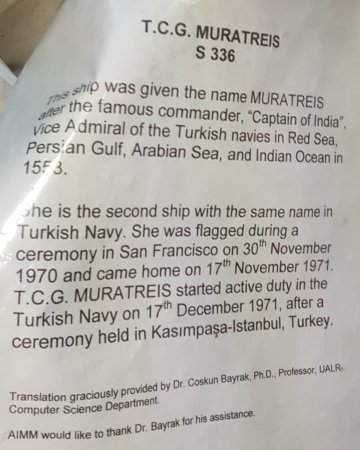 T.C.G. MURATREIS
S 336
This ship was given the name MURATREIS
after the famous commander, "Captain of India",
Vice Admiral of the Turkish navies in Red Sea,
Persian Gulf, Arabian Sea, and Indian Ocean in
1553.
She is the second ship with the same name in
Turkish Navy. She was flagged during a
ceremony in San Francisco on 30th November
1970 and came home on 17th November 1971.
T.C.G. MURATREIS started active duty in the
Turkish Navy on 17th December 1971, after a
ceremony held in Kasımpaşa-Istanbul, Turkey.
Translation graciously provided by Dr. Coskun Bayrak, Ph.D., Professor, UALR
Computer Science Department.
AIMM would like to thank Dr. Bayrak for his assistance.